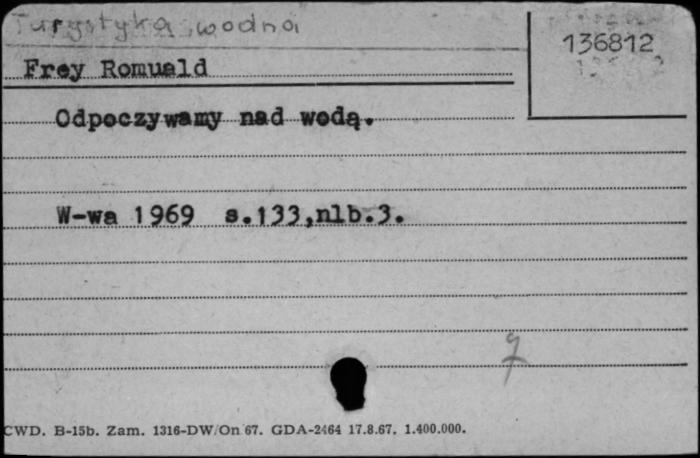 Turystyka wodna
136812
Frey Romuald
Odpoczywamy nad wodą.
W-wa 1969 s.133,nlb.3.
CWD. B-15b. Zam. 1316-DW/On 67. GDA-2464 17.8.67. 1.400.000.